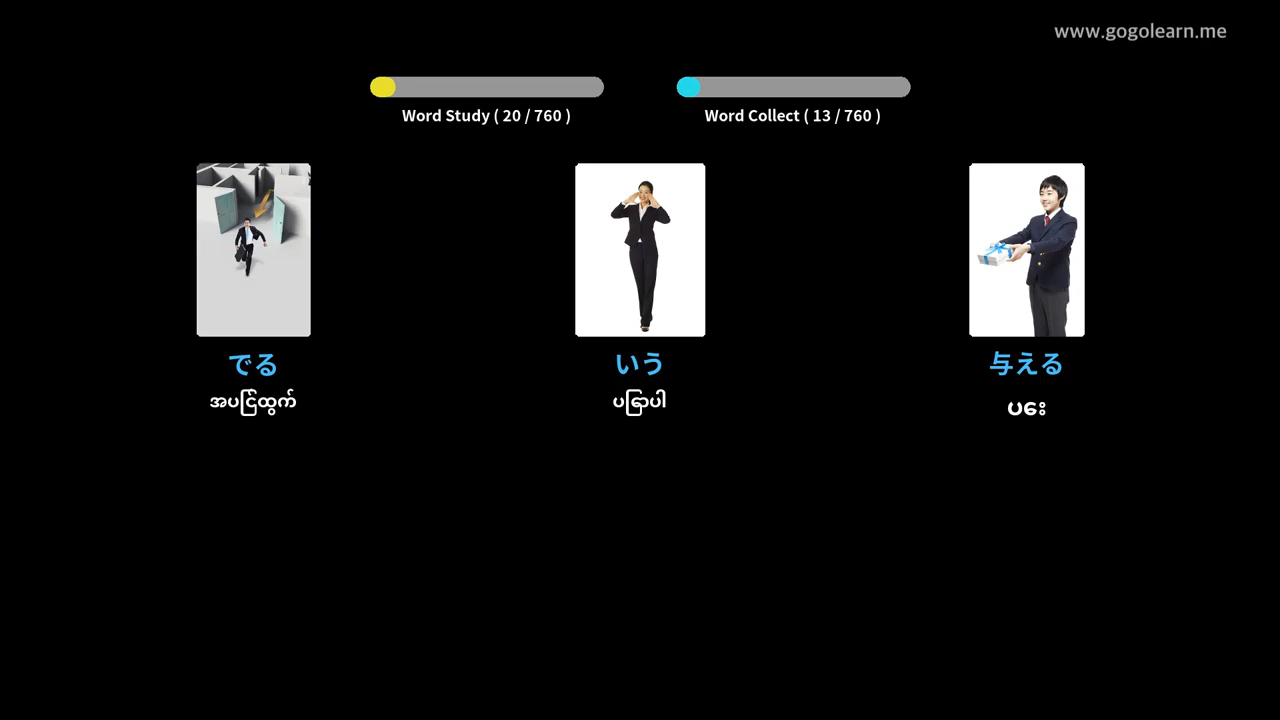 www.gogolearn.me
Word Study ( 20 / 760 )
Word Collect ( 13 / 760 )
でる
いう
与える
အပြင်ထွက်
ပြောပါ
ပေး